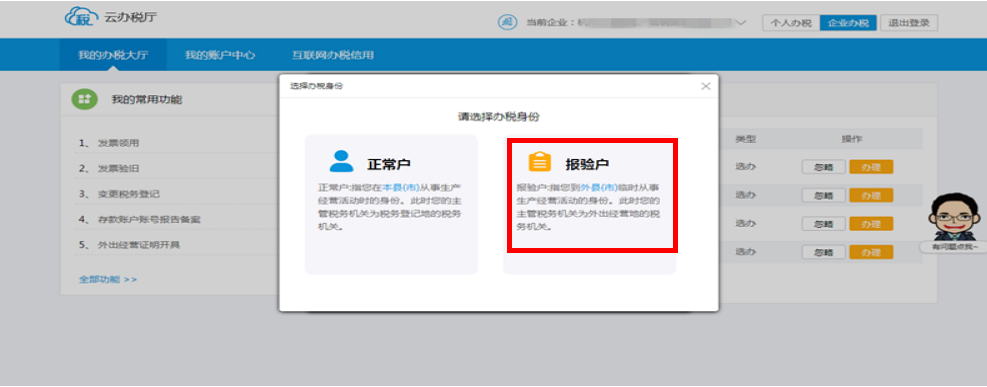 云办税厅
当前企业：杭
个人办税 企业办税 退出登录
我的办税大厅 我的账户中心 互联网办税信用
选择办税身份
我的常用功能
请选择办税身份
类型 操作
1、 发票领用
2、 发票验旧
3、 变更税务登记
4、 存款账户账号报告备案
5、 外出经营证明开具
全部功能 >>
正常户
正常户:指您在本县(市)从事生产
经营活动时的身份。此时您的主
管税务机关为税务登记地的税务
机关。
报验户
报验户:指您到外县(市)临时从事
生产经营活动的身份。此时您的
主管税务机关为外出经营地的税
务机关。
选办 忽略 办理
选办 忽略 办理
选办 忽略 办理
选办 忽略 办理
有问题点我~